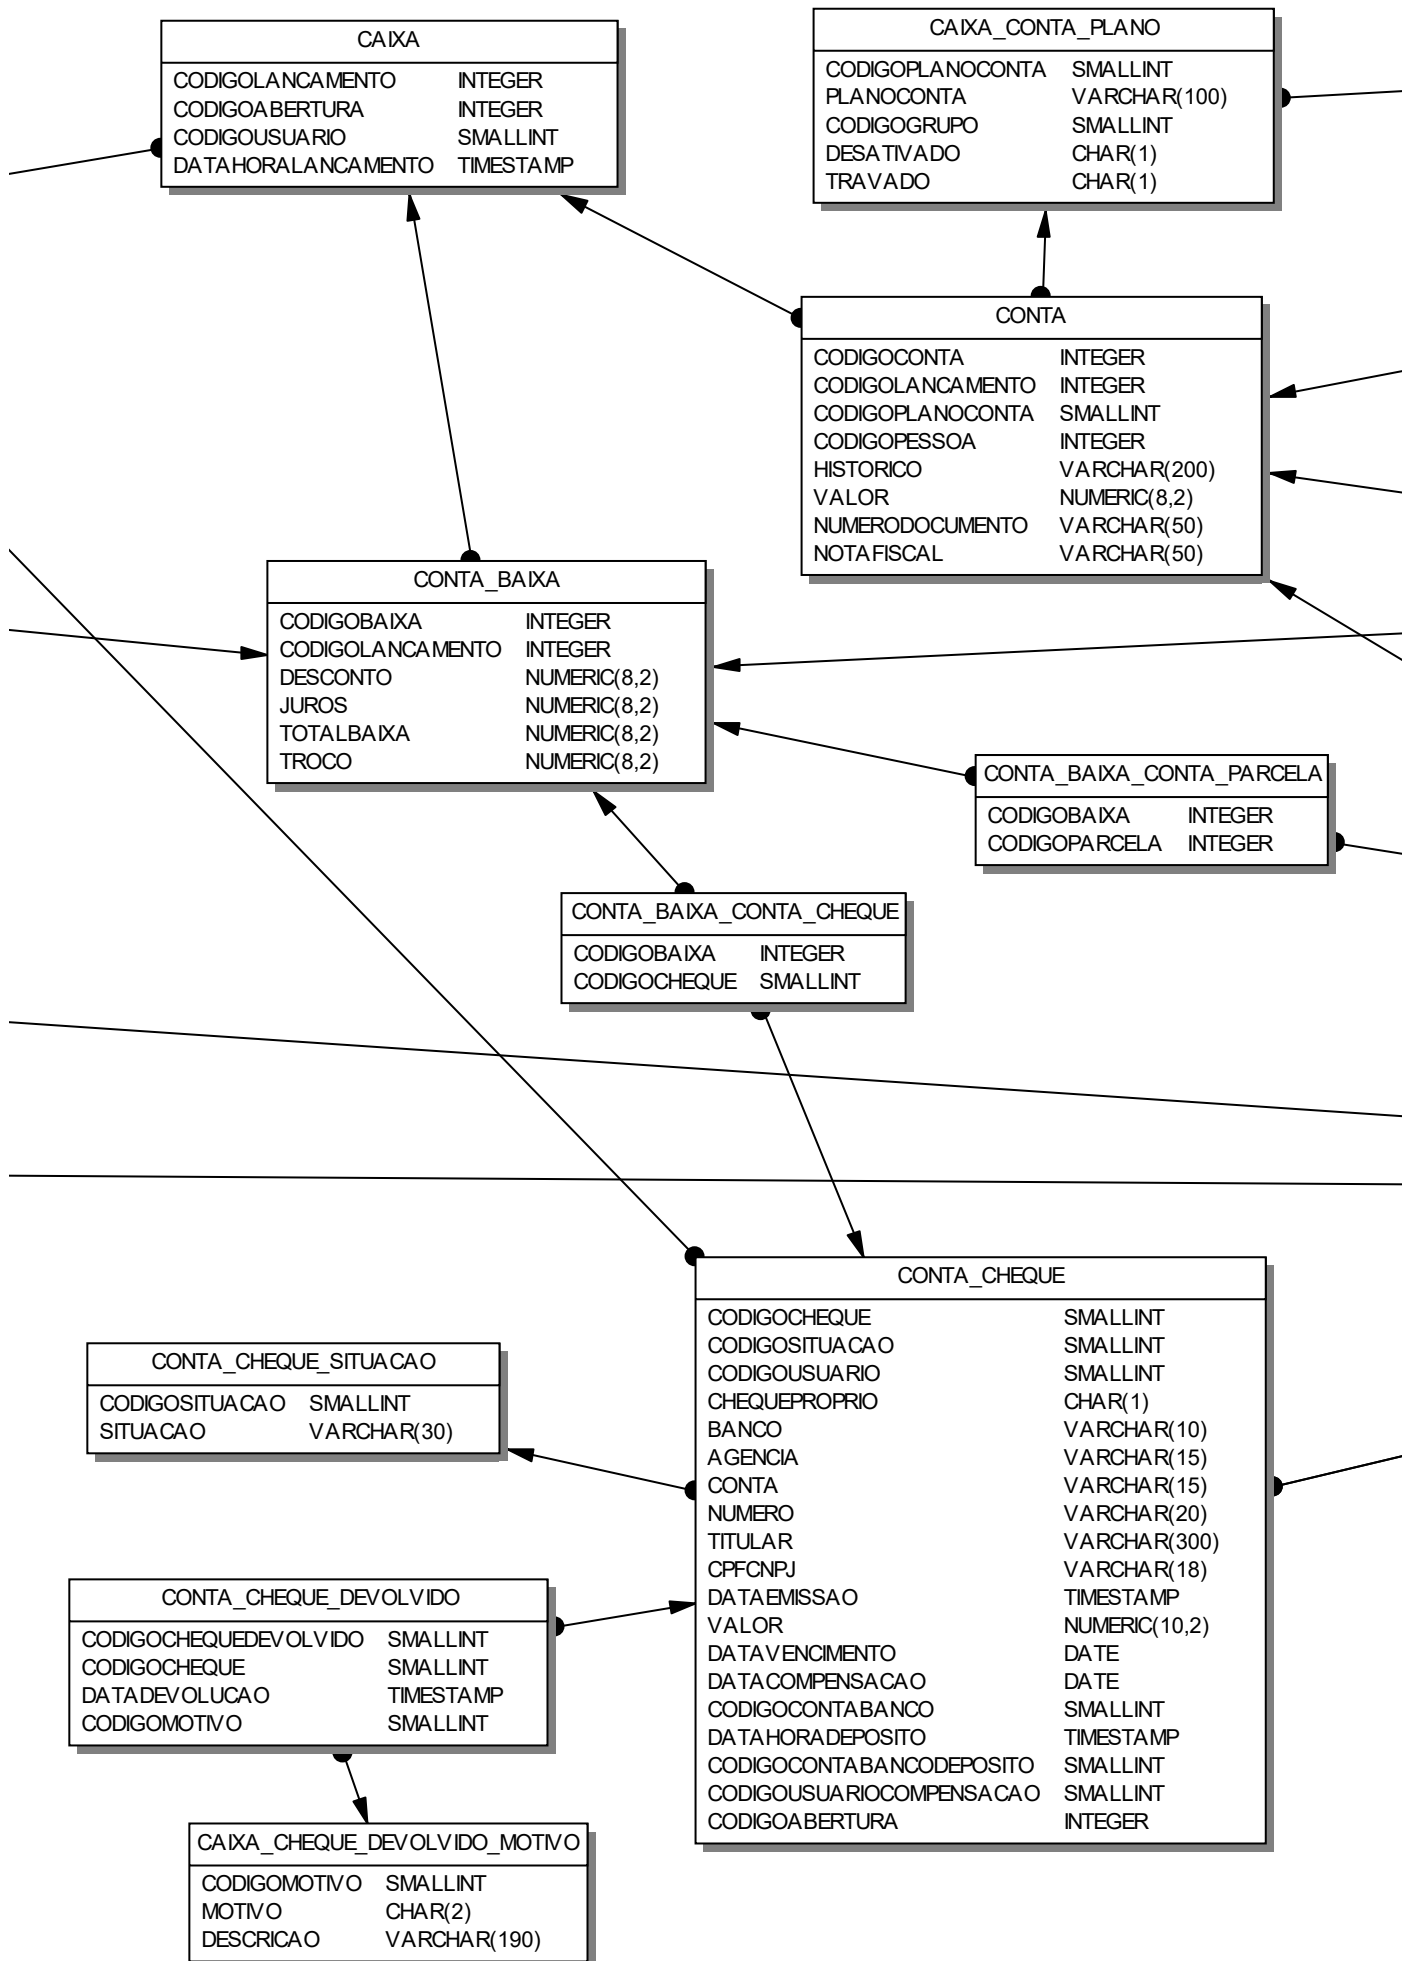 CAIXA
CODIGOLANCAMENTO INTEGER
CODIGOABERTURA INTEGER
CODIGOUSUARIO SMALLINT
DATAHORALANCAMENTO TIMESTAMP
CAIXA_CONTA_PLANO
CODIGOPLANOCONTA SMALLINT
PLANOCONTA VARCHAR(100)
CODIGOGRUPO SMALLINT
DESATIVADO CHAR(1)
TRAVADO CHAR(1)
CONTA
CODIGOCONTA INTEGER
CODIGOLANCAMENTO INTEGER
CODIGOPLANOCONTA SMALLINT
CODIGOPESSOA INTEGER
HISTORICO VARCHAR(200)
VALOR NUMERIC(8,2)
NUMERODOCUMENTO VARCHAR(50)
NOTAFISCAL VARCHAR(50)
CONTA_BAIXA
CODIGOBAIXA INTEGER
CODIGOLANCAMENTO INTEGER
DESCONTO NUMERIC(8,2)
JUROS NUMERIC(8,2)
TOTALBAIXA NUMERIC(8,2)
TROCO NUMERIC(8,2)
CONTA_BAIXA_CONTA_PARCELA
CODIGOBAIXA INTEGER
CODIGOPARCELA INTEGER
CONTA_BAIXA_CONTA_CHEQUE
CODIGOBAIXA INTEGER
CODIGOCHEQUE SMALLINT
CONTA_CHEQUE
CODIGOCHEQUE SMALLINT
CODIGOSITUACAO SMALLINT
CODIGOUSUARIO SMALLINT
CHEQUEPROPRIO CHAR(1)
BANCO VARCHAR(10)
AGENCIA VARCHAR(15)
CONTA VARCHAR(15)
NUMERO VARCHAR(20)
TITULAR VARCHAR(300)
CPFCNPJ VARCHAR(18)
DATAEMISSAO TIMESTAMP
VALOR NUMERIC(10,2)
DATAVENCIMENTO DATE
DATACOMPENSACAO DATE
CODIGOCONTABANCO SMALLINT
DATAHORADEPOSITO TIMESTAMP
CODIGOCONTABANCODEPOSITO SMALLINT
CODIGOUSUARIOCOMPENSACAO SMALLINT
CODIGOABERTURA INTEGER
CONTA_CHEQUE_SITUACAO
CODIGOSITUACAO SMALLINT
SITUACAO VARCHAR(30)
CONTA_CHEQUE_DEVOLVIDO
CODIGOCHEQUEDEVOLVIDO SMALLINT
CODIGOCHEQUE SMALLINT
DATADEVOLUCAO TIMESTAMP
CODIGOMOTIVO SMALLINT
CAIXA_CHEQUE_DEVOLVIDO_MOTIVO
CODIGOMOTIVO SMALLINT
MOTIVO CHAR(2)
DESCRICAO VARCHAR(190)